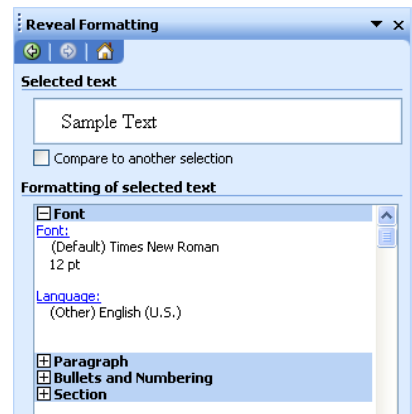 Reveal Formatting
Selected text
Sample Text
Compare to another selection
Formatting of selected text
Font
Font:
(Default) Times New Roman
12 pt
Language:
(Other) English (U.S.)
Paragraph
Bullets and Numbering
Section